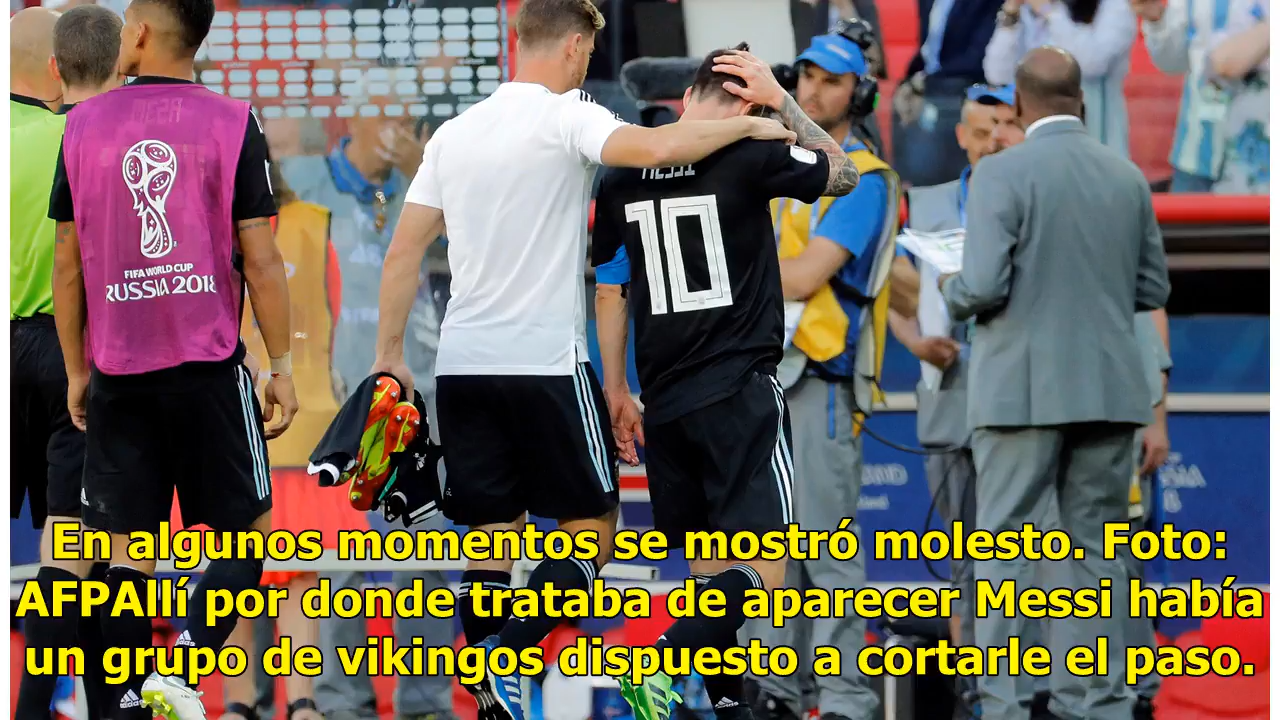 FIFA WORLD CUP
RUSSIA 2018
MESSI
10
En algunos momentos se mostró molesto. Foto:
AFPAllí por donde trataba de aparecer Messi había
un grupo de vikingos dispuesto a cortarle el paso.